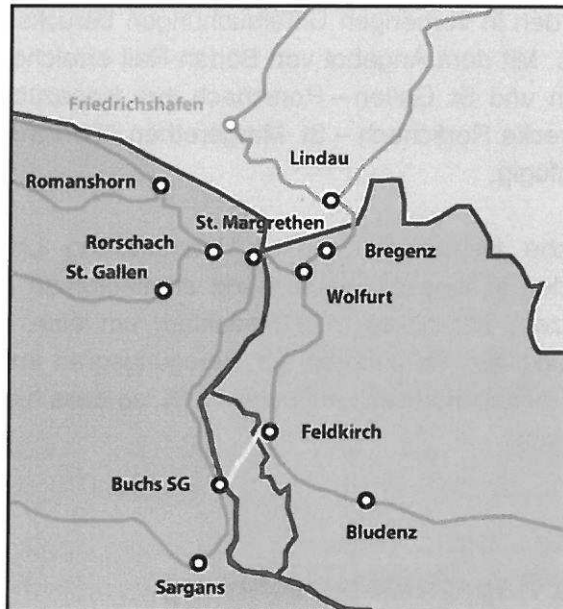 Friedrichshafen
Lindau
Romanshorn
St. Margrethen
Rorschach
Bregenz
St. Gallen
Wolfurt
Feldkirch
Buchs SG
Bludenz
Sargans